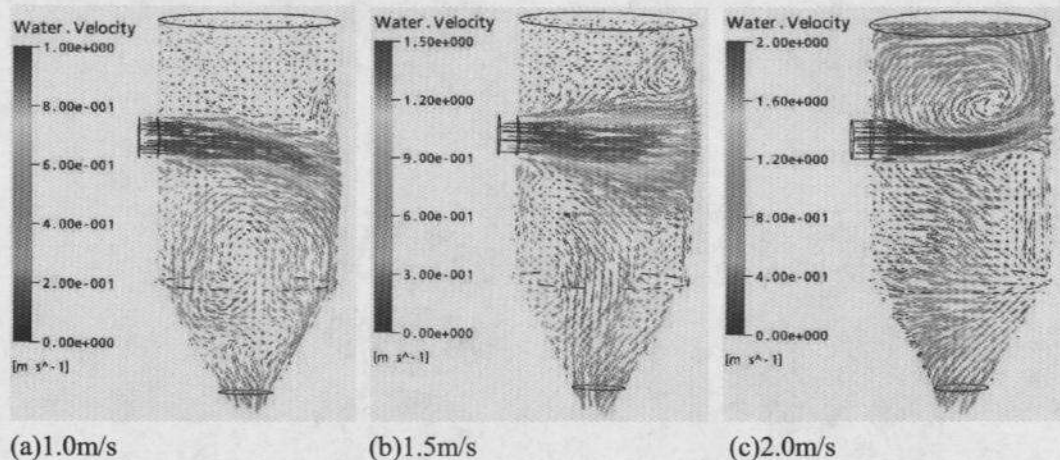 Water.Velocity
1.00e+000
8.00e-001
6.00e-001
4.00e-001
2.00e-001
0.00e+000
[m s^-1]
(a)1.0m/s
Water.Velocity
1.50e+000
1.20e+000
9.00e-001
6.00e-001
3.00e-001
0.00e+000
[m s^-1]
(b)1.5m/s
Water.Velocity
2.00e+000
1.60e+000
1.20e+000
8.00e-001
4.00e-001
0.00e+000
[m s^-1]
(c)2.0m/s